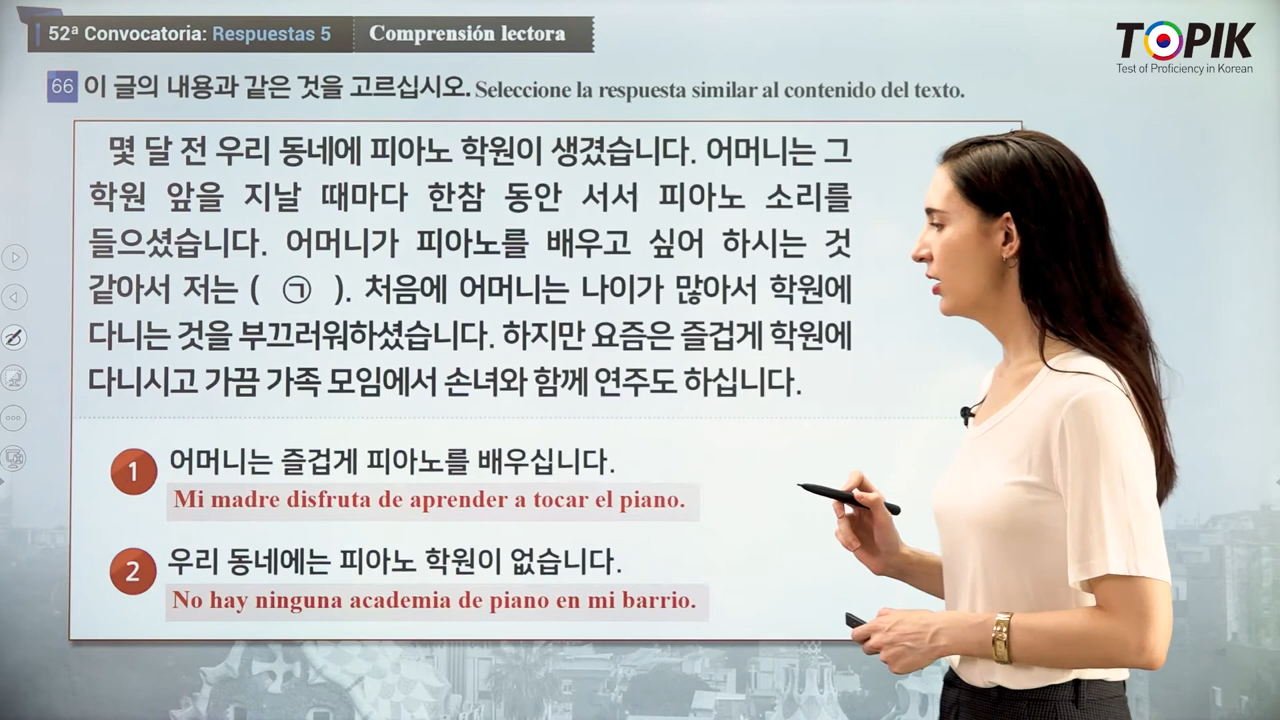 52ª Convocatoria: Respuestas 5 Comprensión lectora
TOPIK
Test of Proficiency in Korean
66 이 글의 내용과 같은 것을 고르십시오. Seleccione la respuesta similar al contenido del texto.
몇 달 전 우리 동네에 피아노 학원이 생겼습니다. 어머니는 그
학원 앞을 지날 때마다 한참 동안 서서 피아노 소리를
들으셨습니다. 어머니가 피아노를 배우고 싶어 하시는 것
같아서 저는 ( ㉠ ). 처음에 어머니는 나이가 많아서 학원에
다니는 것을 부끄러워하셨습니다. 하지만 요즘은 즐겁게 학원에
다니시고 가끔 가족 모임에서 손녀와 함께 연주도 하십니다.
1 어머니는 즐겁게 피아노를 배우십니다.
Mi madre disfruta de aprender a tocar el piano.
2 우리 동네에는 피아노 학원이 없습니다.
No hay ninguna academia de piano en mi barrio.